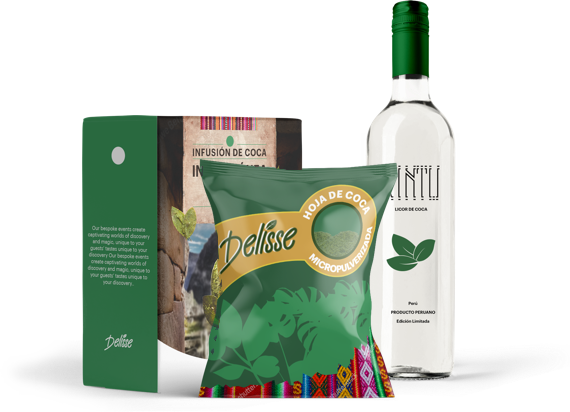 INFUSIÓN DE COCA
Our bespoke events create
captivating worlds of discovery
and magic, unique to your
guests' tastes unique to your
discovery Our bespoke events
create captivating worlds of
discovery and magic, unique to
your guests' tastes unique to
your discovery.
Delisse
Delisse
HOJA DE COCA
MICROPULVERIZADA
LICOR DE COCA
Perú
PRODUCTO PERUANO
Edición Limitada